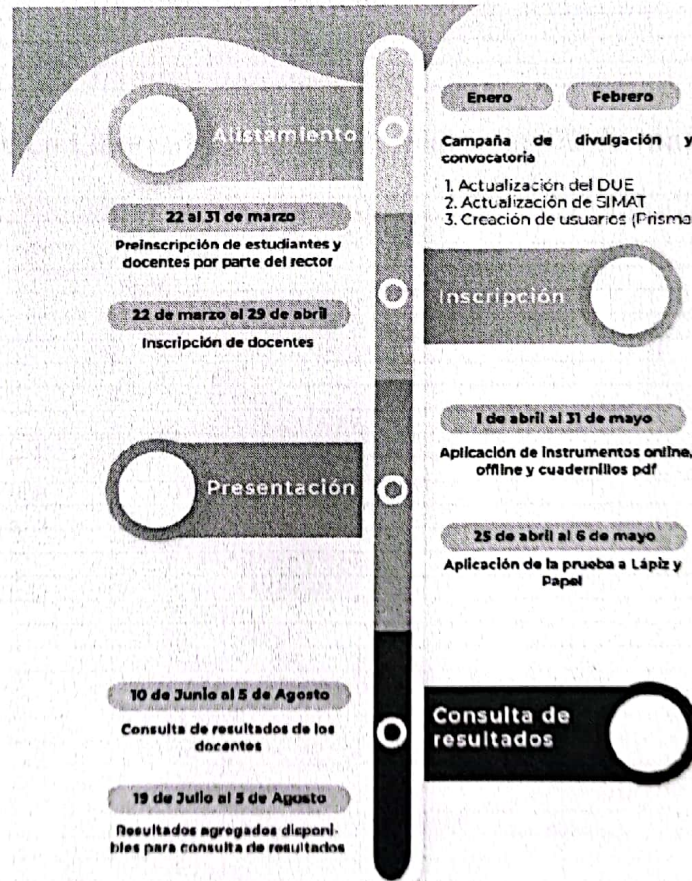 Alistamiento
Enero
Febrero
Campaña de divulgación y
convocatoria
1. Actualización del DUE
2. Actualización de SIMAT
3. Creación de usuarios (Prisma
22 al 31 de marzo
Preinscripción de estudiantes y
docentes por parte del rector
22 de marzo al 29 de abril
Inscripción de docentes
Inscripción
Presentación
1 de abril al 31 de mayo
Aplicación de instrumentos online,
offline y cuadernillos pdf
25 de abril al 6 de mayo
Aplicación de la prueba a Lápiz y
Papel
10 de Junio al 5 de Agosto
Consulta de resultados de los
docentes
19 de Julio al 5 de Agosto
Resultados agregados disponi-
bles para consulta de resultados
Consulta de
resultados